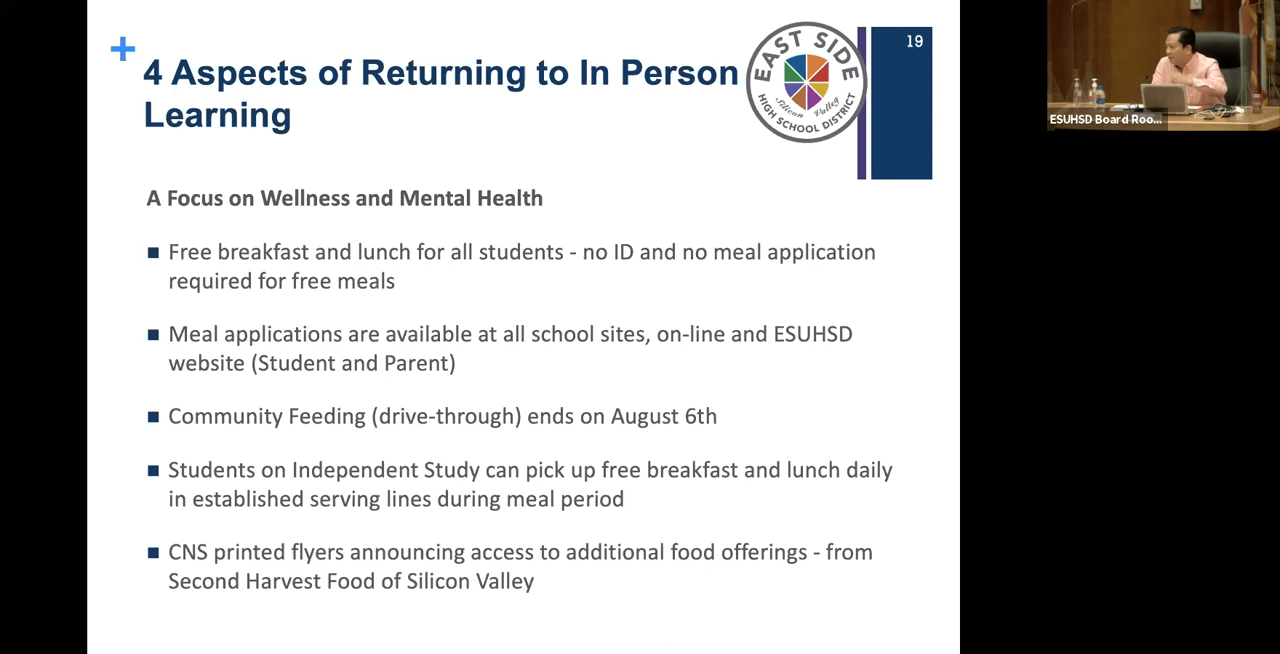 19
+
4 Aspects of Returning to In Person
Learning
EAST SIDE
Silicon Valley
HIGH SCHOOL DISTRICT
A Focus on Wellness and Mental Health
Free breakfast and lunch for all students - no ID and no meal application
required for free meals
Meal applications are available at all school sites, on-line and ESUHSD
website (Student and Parent)
Community Feeding (drive-through) ends on August 6th
Students on Independent Study can pick up free breakfast and lunch daily
in established serving lines during meal period
CNS printed flyers announcing access to additional food offerings - from
Second Harvest Food of Silicon Valley
ESUHSD Board Roo...